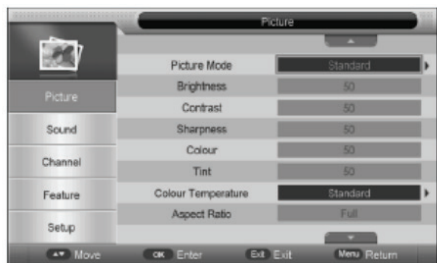 Picture
Picture Mode Standard
Picture
Brightness 50
Contrast 50
Sound
Sharpness 50
Colour 50
Channel
Tint 50
Feature
Colour Temperature Standard
Aspect Ratio Full
Setup
Move OK Enter Exit Exit Menu Return